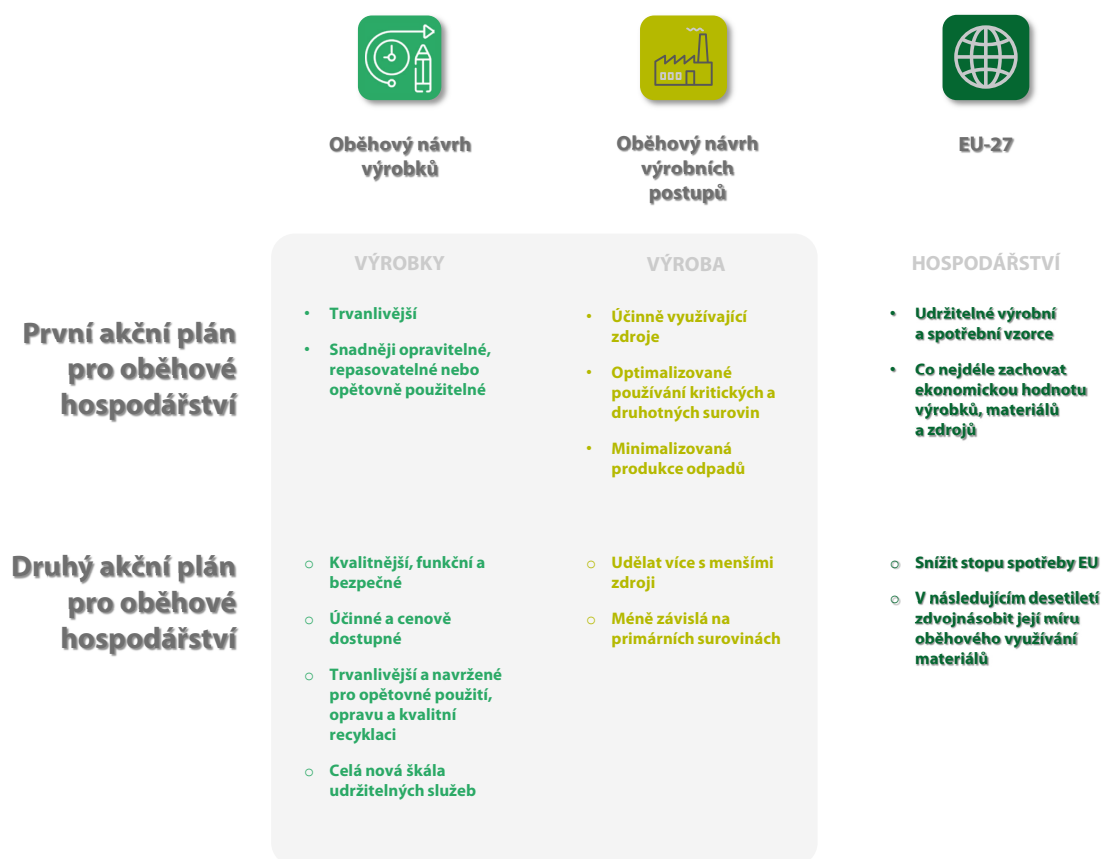 Oběhový návrh
výrobků
Oběhový návrh
výrobních
postupů
EU-27
VÝROBKY
VÝROBA
HOSPODÁŘSTVÍ
První akční plán
pro oběhové
hospodářství
• Trvanlivější
• Snadněji opravitelné,
repasovatelné nebo
opětovně použitelné
• Účinně využívající
zdroje
• Optimalizované
používání kritických a
druhotných surovin
• Minimalizovaná
produkce odpadů
• Udržitelné výrobní
a spotřební vzorce
• Co nejdéle zachovat
ekonomickou hodnotu
výrobků, materiálů
a zdrojů
Druhý akční plán
pro oběhové
hospodářství
○ Kvalitnější, funkční a
bezpečné
○ Účinné a cenově
dostupné
○ Trvanlivější a navržené
pro opětovné použití,
opravu a kvalitní
recyklaci
○ Celá nová škála
udržitelných služeb
○ Udělat více s menšími
zdroji
○ Méně závislá na
primárních surovinách
○ Snížit stopu spotřeby EU
○ V následujícím desetiletí
zdvojnásobit její míru
oběhového využívání
materiálů